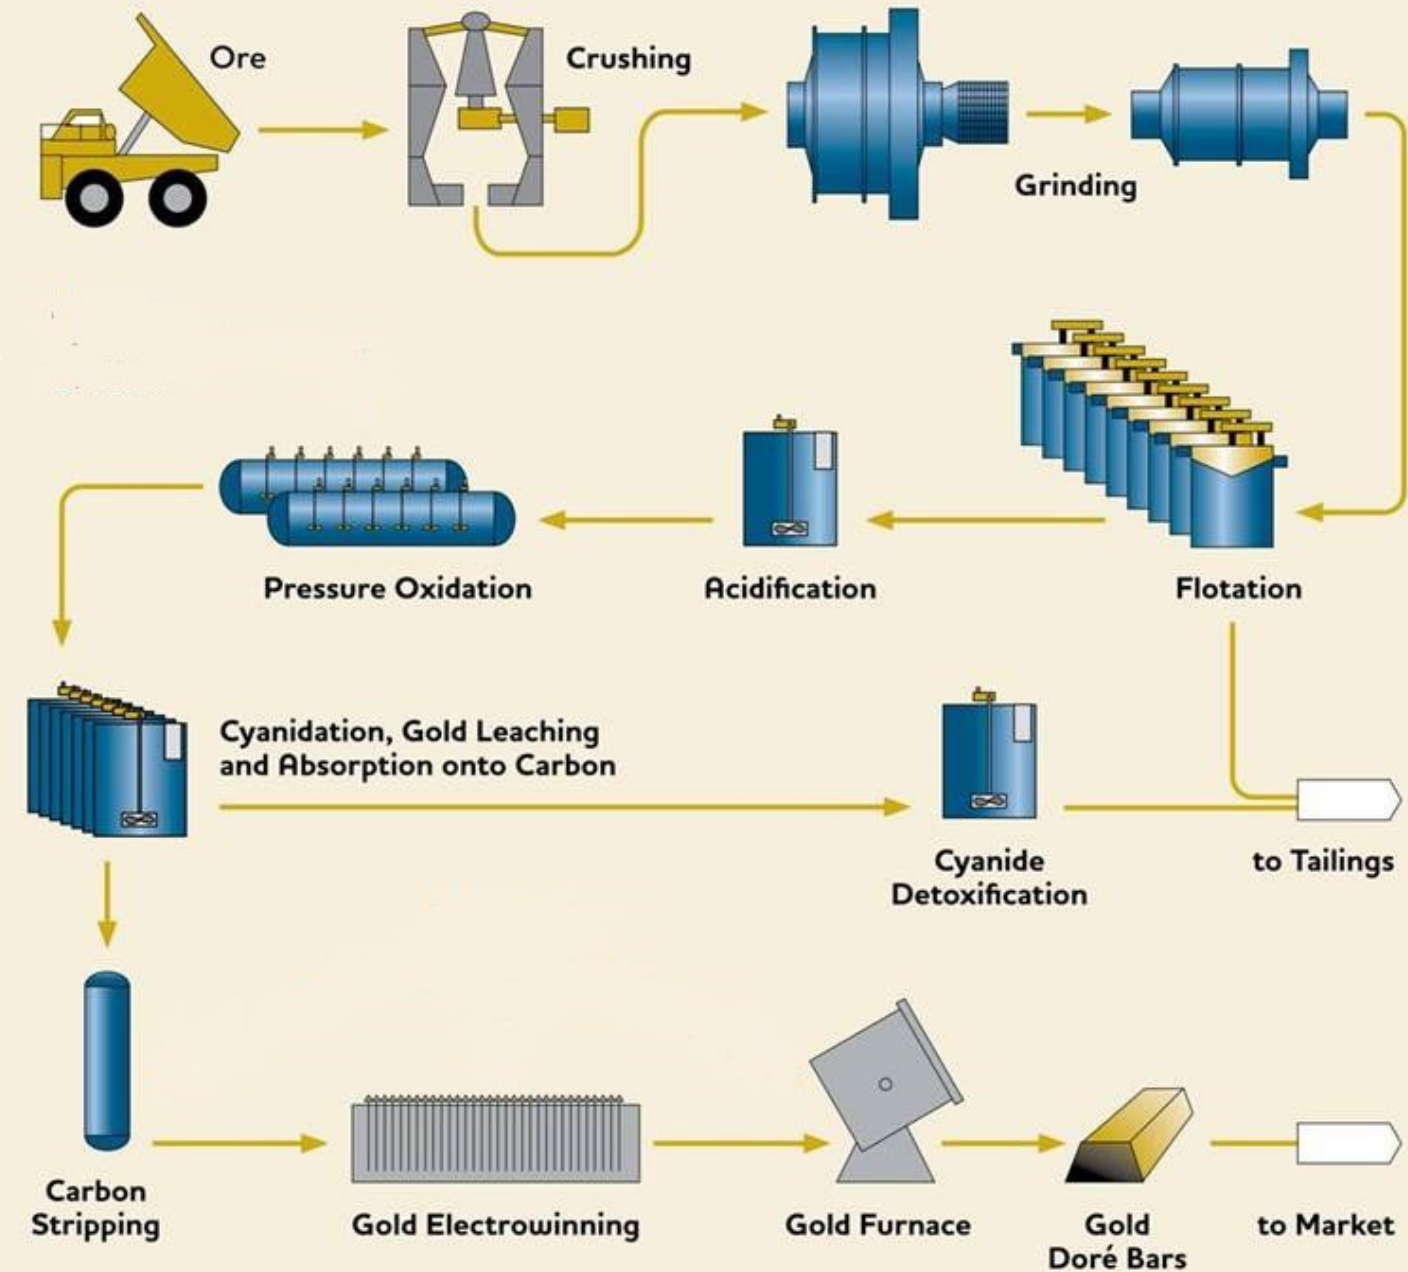 Ore
Crushing
Grinding
Pressure Oxidation
Acidification
Flotation
Cyanidation, Gold Leaching
and Absorption onto Carbon
Cyanide
Detoxification
to Tailings
Carbon
Stripping
Gold Electrowinning
Gold Furnace
Gold
Doré Bars
to Market